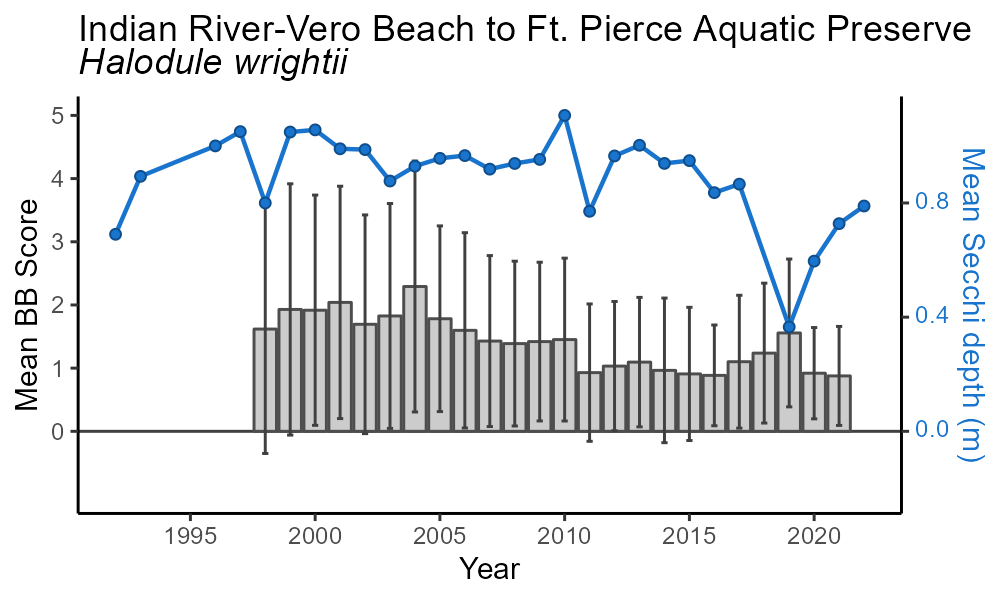 Indian River-Vero Beach to Ft. Pierce Aquatic Preserve
Halodule wrightii
Mean BB Score
5
4
3
2
1
0
0.8
0.4
0.0
Mean Secchi depth (m)
1995 2000 2005 2010 2015 2020
Year